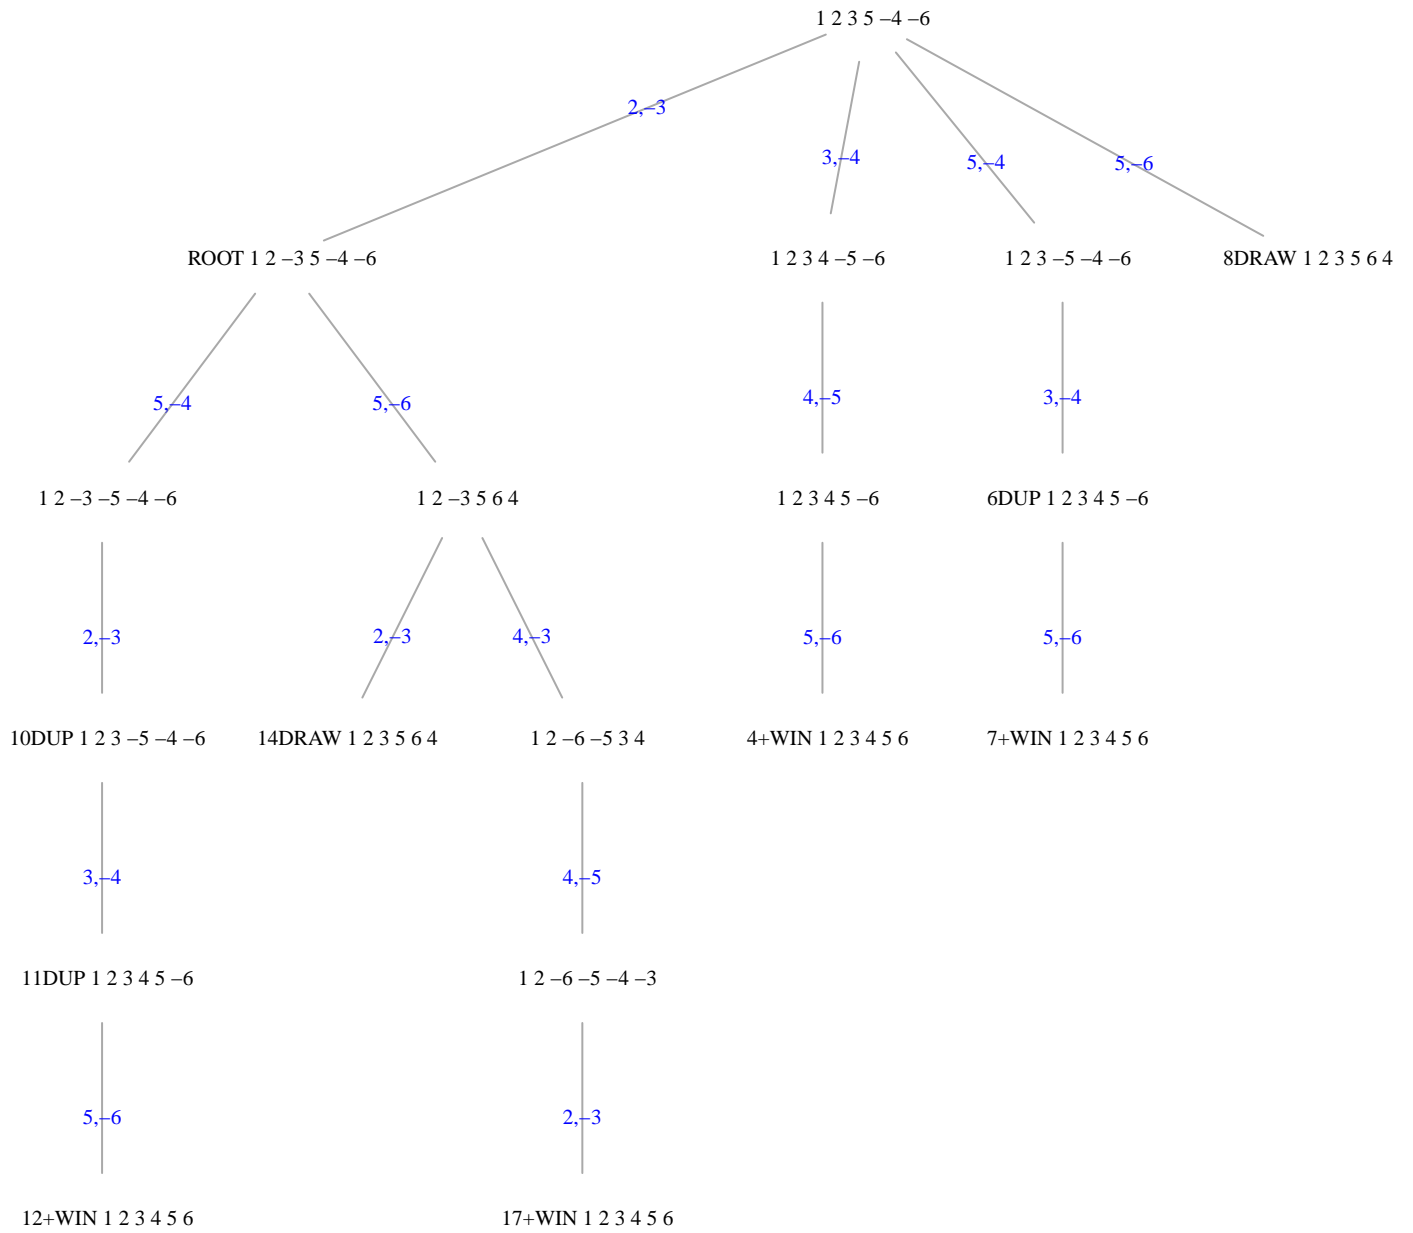 1 2 3 5 −4 −6
2,−3
3,−4
5,−4
5,−6
ROOT 1 2 −3 5 −4 −6
1 2 3 4 −5 −6
1 2 3 −5 −4 −6
8DRAW 1 2 3 5 6 4
5,−4
5,−6
4,−5
3,−4
1 2 −3 −5 −4 −6
1 2 −3 5 6 4
1 2 3 4 5 −6
6DUP 1 2 3 4 5 −6
2,−3
2,−3
4,−3
5,−6
5,−6
10DUP 1 2 3 −5 −4 −6
14DRAW 1 2 3 5 6 4
1 2 −6 −5 3 4
4+WIN 1 2 3 4 5 6
7+WIN 1 2 3 4 5 6
3,−4
4,−5
11DUP 1 2 3 4 5 −6
1 2 −6 −5 −4 −3
5,−6
2,−3
12+WIN 1 2 3 4 5 6
17+WIN 1 2 3 4 5 6